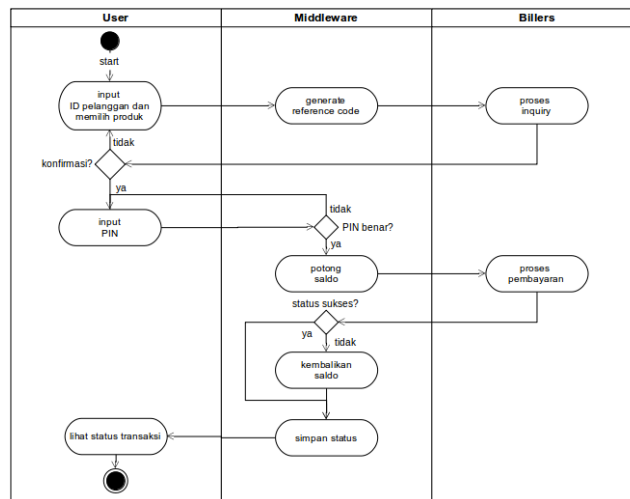 User
Middleware
Billers
start
input
ID pelanggan dan
memilih produk
generate
reference code
proses
inquiry
tidak
konfirmasi?
ya
input
PIN
tidak
PIN benar?
ya
potong
saldo
proses
pembayaran
status sukses?
ya
tidak
kembalikan
saldo
lihat status transaksi
simpan status